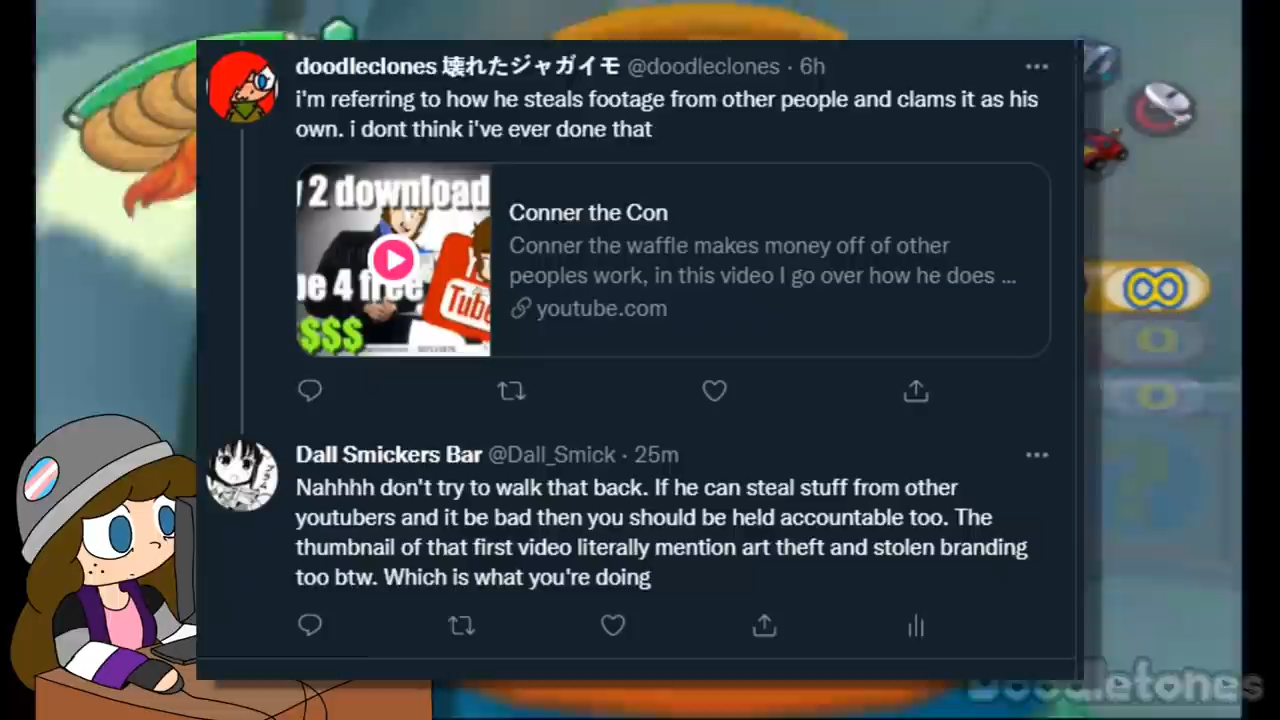 doodleclones 壊れたジャガイモ @doodleclones · 6h
i'm referring to how he steals footage from other people and clams it as his
own. i dont think i've ever done that
2 download
Conner the Con
Conner the waffle makes money off of other
peoples work, in this video I go over how he does ...
youtube.com
4 free
Tube
$$$
Dall Smickers Bar @Dall_Smick · 25m
Nahhhh don't try to walk that back. If he can steal stuff from other
youtubers and it be bad then you should be held accountable too. The
thumbnail of that first video literally mention art theft and stolen branding
too btw. Which is what you're doing
Doodletones